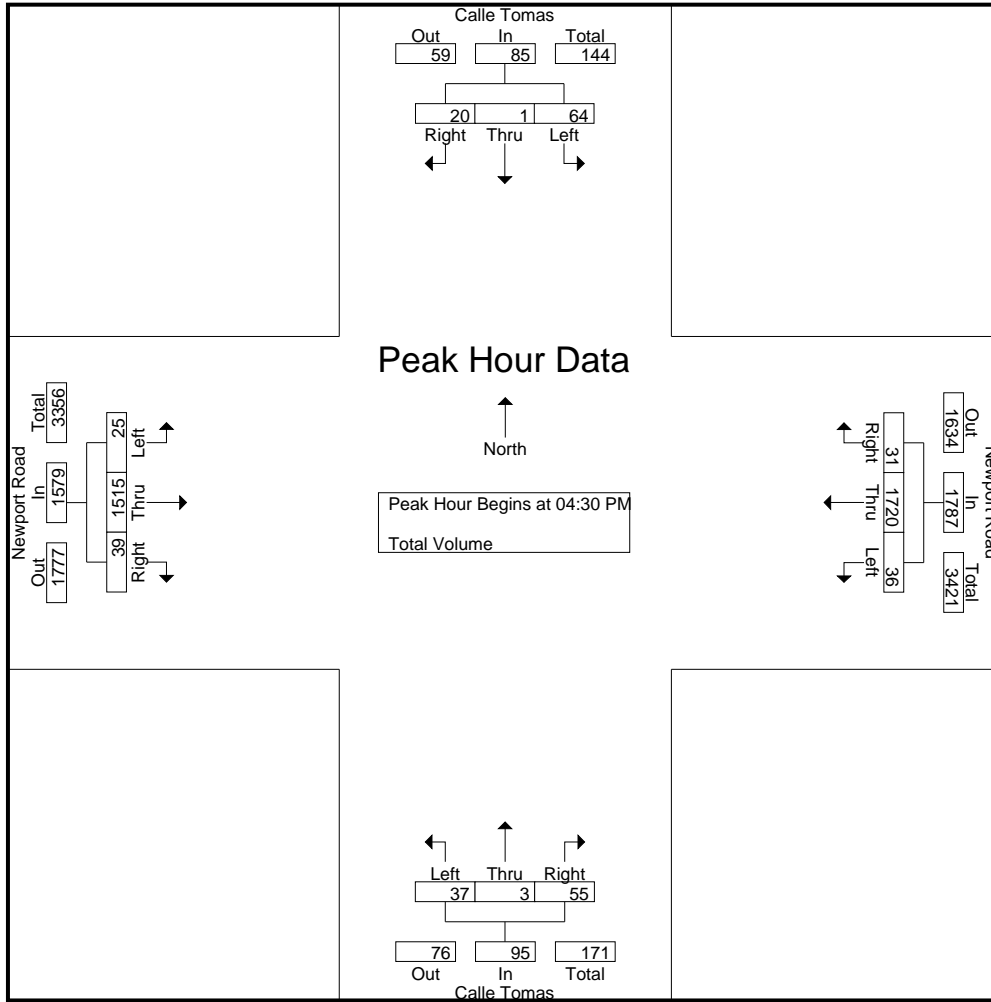 Calle Tomas
Out In Total
59 85 144
20 1 64
Right Thru Left
Peak Hour Data
North
Peak Hour Begins at 04:30 PM
Total Volume
Newport Road
Total In Out
3356 1579 1777
25 1515 39
Left Thru Right
Newport Road
Out In Total
1634 1787 3421
31 1720 36
Right Thru Left
Left Thru Right
37 3 55
76 95 171
Out In Total
Calle Tomas